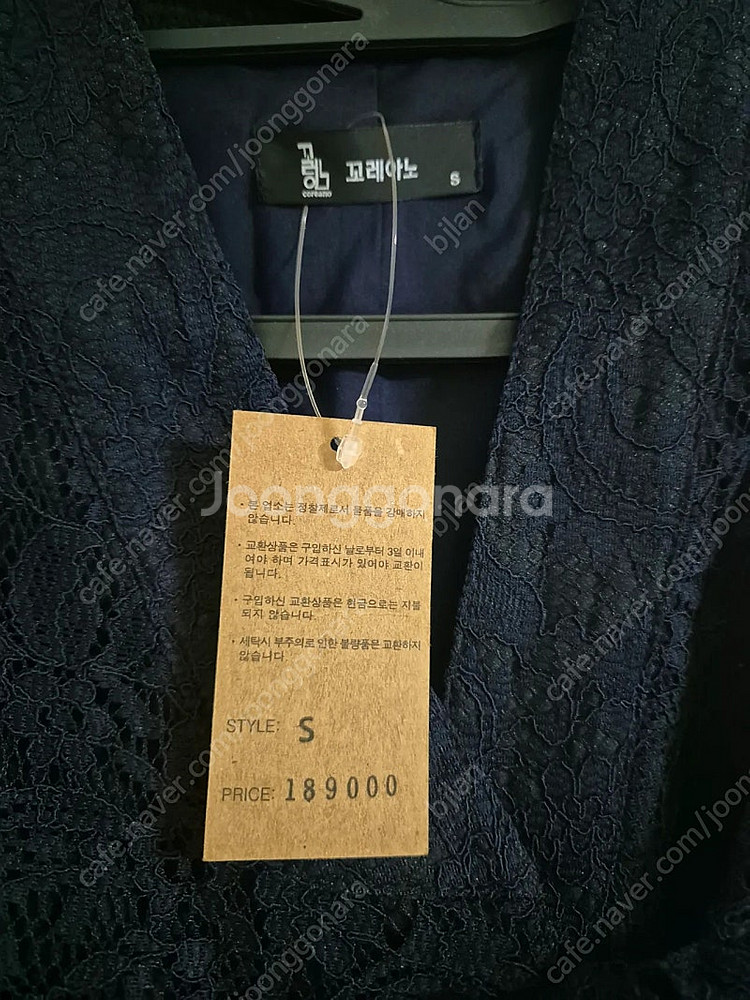 꼬레아노
coreano
S
· 본 업소는 정찰제로서 물품을 강매하지
않습니다.
· 교환상품은 구입하신 날로부터 3일 이내
여야 하며 가격표시가 있어야 교환이
됩니다.
· 구입하신 교환상품은 현금으로는 지불
되지 않습니다.
· 세탁시 부주의로 인한 불량품은 교환하지
않습니다.
STYLE: S
PRICE: 189000
Joonggonara
cafe.naver.com/joonggonara
bjlan